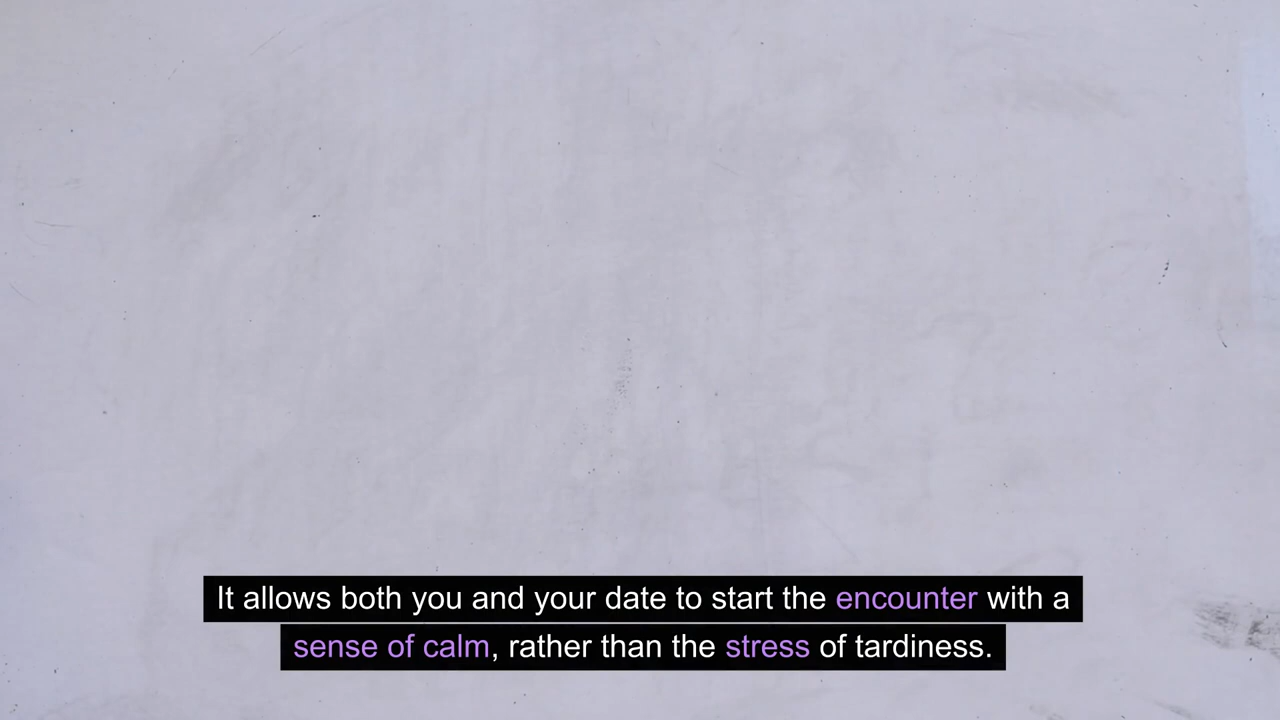 It allows both you and your date to start the encounter with a
sense of calm, rather than the stress of tardiness.